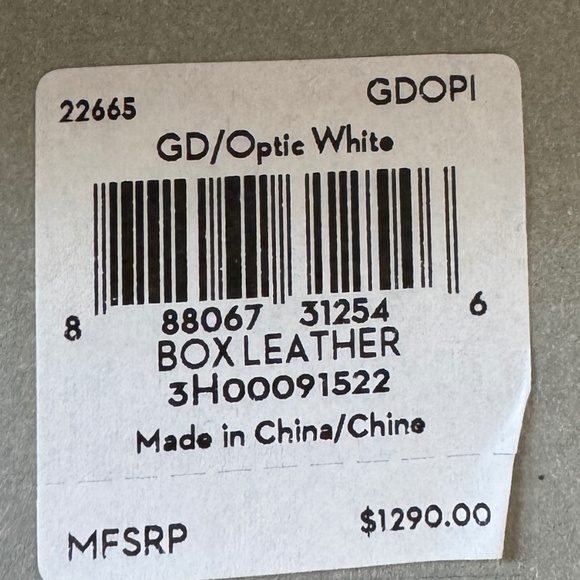 22665 GDOPI
GD/Optic White
8 88067 31254 6
BOX LEATHER
3H00091522
Made in China/Chine
MFSRP $1290.00